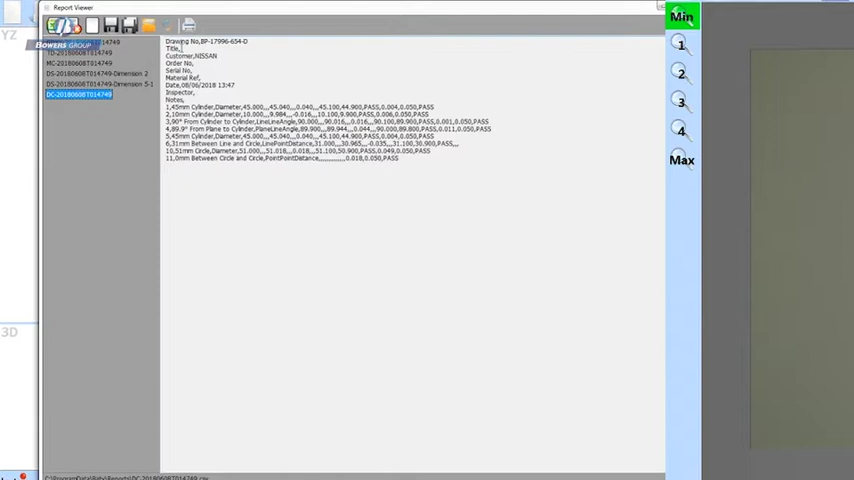 Report Viewer
Min
YZ
BOWERS GROUP
TD-20180608T014749
MC-20180608T014749
DS-20180608T014749-Dimension 2
DS-20180608T014749-Dimension 5-1
DC-20180608T014749
Drawing No,BP-17996-654-D
Title,
Customer,NISSAN
Order No,
Serial No,
Material Ref,
Date,08/06/2018 13:47
Inspector,
Notes,
1,45mm Cylinder,Diameter,45.000,,,45.040,,,0.040,,,45.100,44.900,PASS,0.004,0.050,PASS
2,10mm Cylinder,Diameter,10.000,,,9.984,,,-0.016,,,10.100,9.900,PASS,0.006,0.050,PASS
3,90° From Cylinder to Cylinder,LineLineAngle,90.000,,,90.016,,,0.016,,,90.100,89.900,PASS,0.001,0.050,PASS
4,89.9° From Plane to Cylinder,PlaneLineAngle,89.900,,,89.944,,,0.044,,,90.000,89.800,PASS,0.011,0.050,PASS
5,45mm Cylinder,Diameter,45.000,,,45.040,,,0.040,,,45.100,44.900,PASS,0.004,0.050,PASS
6,31mm Between Line and Circle,LinePointDistance,31.000,,,30.965,,,-0.035,,,31.100,30.900,PASS,,,
10,51mm Circle,Diameter,51.000,,,51.018,,,0.018,,,51.100,50.900,PASS,0.049,0.050,PASS
11,0mm Between Circle and Circle,PointPointDistance,,,,,,,,,,,,,0.018,0.050,PASS
1
2
3
4
Max
3D
C:\ProgramData\Baty\Reports\DC-20180608T014749.csv